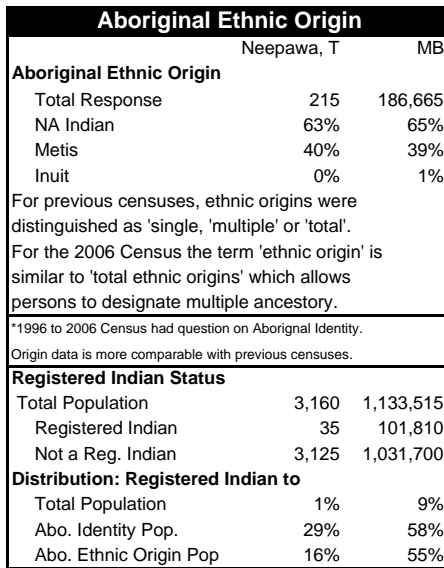 Aboriginal Ethnic Origin
Neepawa, T MB
Aboriginal Ethnic Origin
Total Response 215 186,665
NA Indian 63% 65%
Metis 40% 39%
Inuit 0% 1%
For previous censuses, ethnic origins were
distinguished as 'single, 'multiple' or 'total'.
For the 2006 Census the term 'ethnic origin' is
similar to 'total ethnic origins' which allows
persons to designate multiple ancestory.
*1996 to 2006 Census had question on Aborignal Identity.
Origin data is more comparable with previous censuses.
Registered Indian Status
Total Population 3,160 1,133,515
Registered Indian 35 101,810
Not a Reg. Indian 3,125 1,031,700
Distribution: Registered Indian to
Total Population 1% 9%
Abo. Identity Pop. 29% 58%
Abo. Ethnic Origin Pop 16% 55%